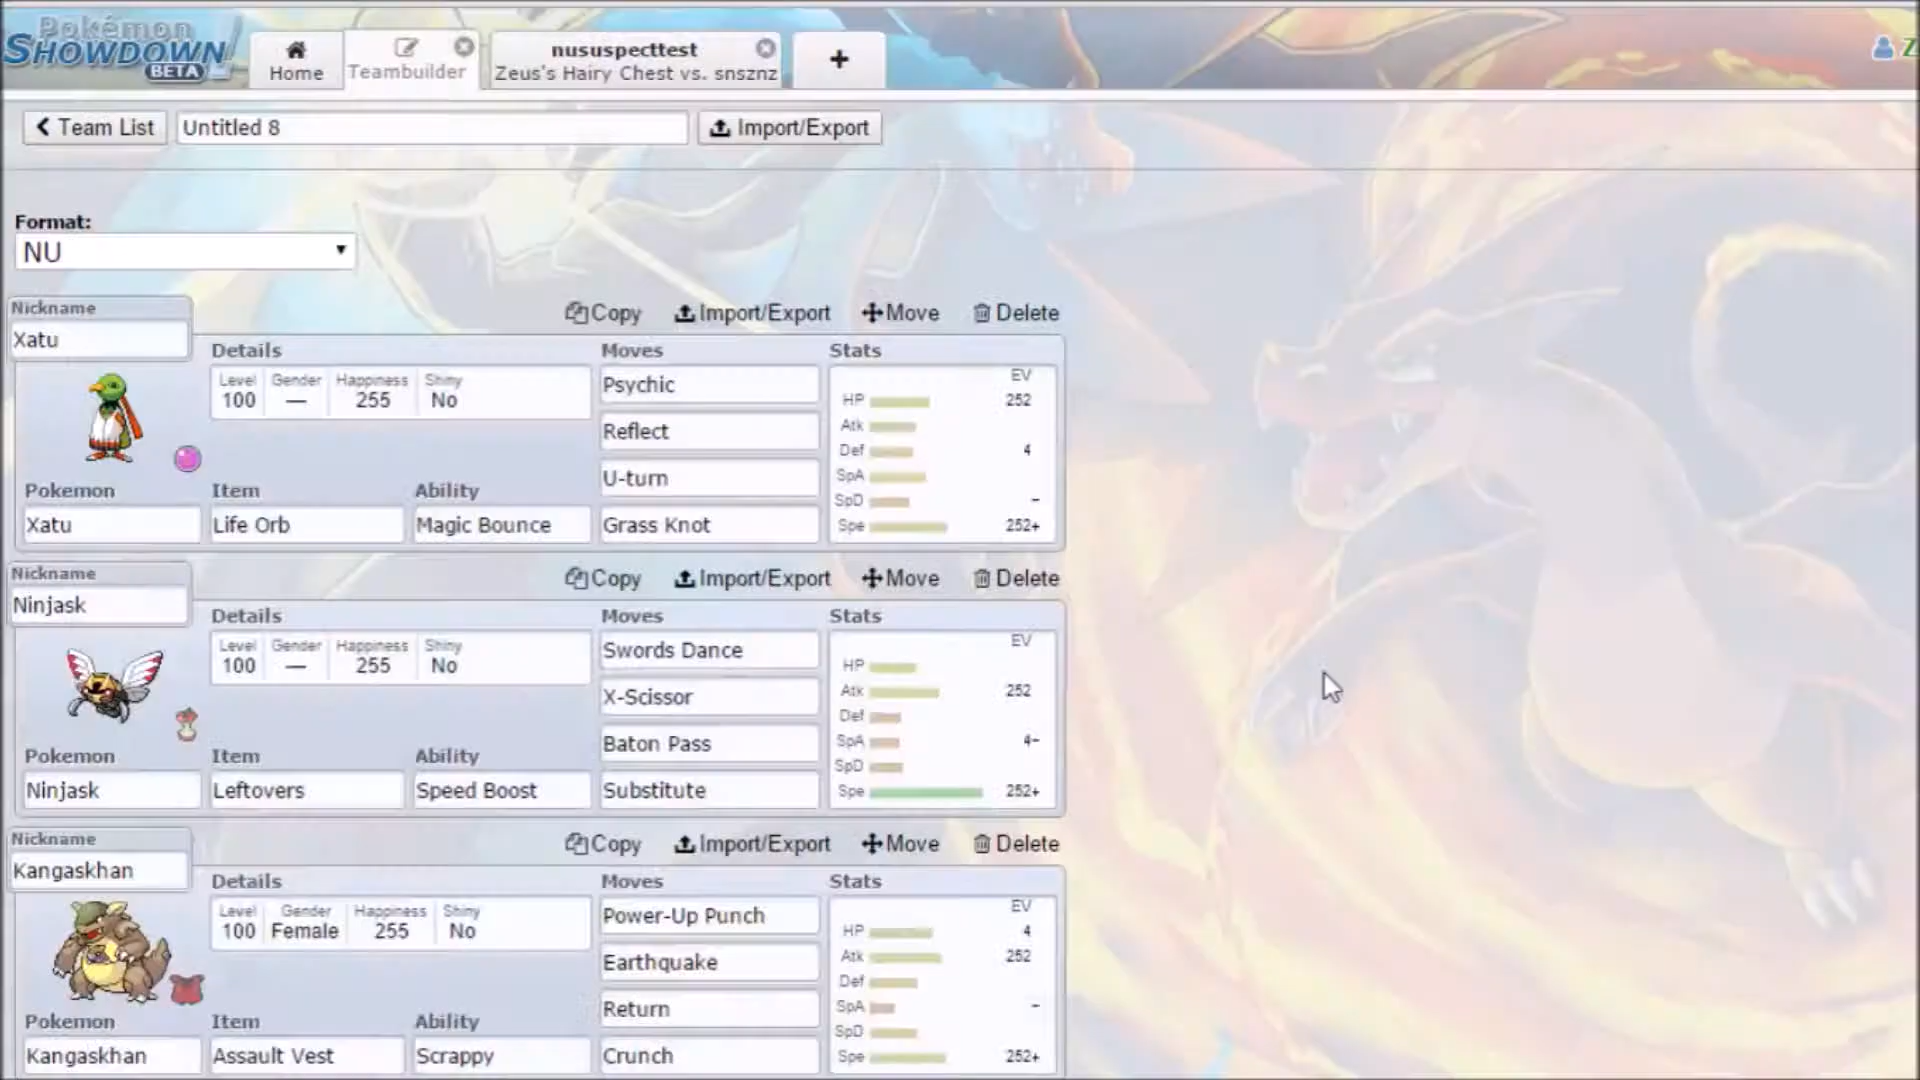 Pokémon
SHOWDOWN
BETA
Home
Teambuilder
nususpecttest
Zeus's Hairy Chest vs. snsznz
+
Z
Team List
Untitled 8
Import/Export
Format:
NU
Nickname
Xatu
Copy
Import/Export
Move
Delete
Details
Moves
Stats
Level
Gender
Happiness
Shiny
100
—
255
No
Psychic
Reflect
U-turn
Grass Knot
EV
HP 252
Atk
Def 4
SpA
SpD −
Spe 252+
Pokemon
Item
Ability
Xatu
Life Orb
Magic Bounce
Nickname
Ninjask
Copy
Import/Export
Move
Delete
Details
Moves
Stats
Level
Gender
Happiness
Shiny
100
—
255
No
Swords Dance
X-Scissor
Baton Pass
Substitute
EV
HP
Atk 252
Def
SpA 4−
SpD
Spe 252+
Pokemon
Item
Ability
Ninjask
Leftovers
Speed Boost
Nickname
Kangaskhan
Copy
Import/Export
Move
Delete
Details
Moves
Stats
Level
Gender
Happiness
Shiny
100
Female
255
No
Power-Up Punch
Earthquake
Return
Crunch
EV
HP 4
Atk 252
Def
SpA −
SpD
Spe 252+
Pokemon
Item
Ability
Kangaskhan
Assault Vest
Scrappy